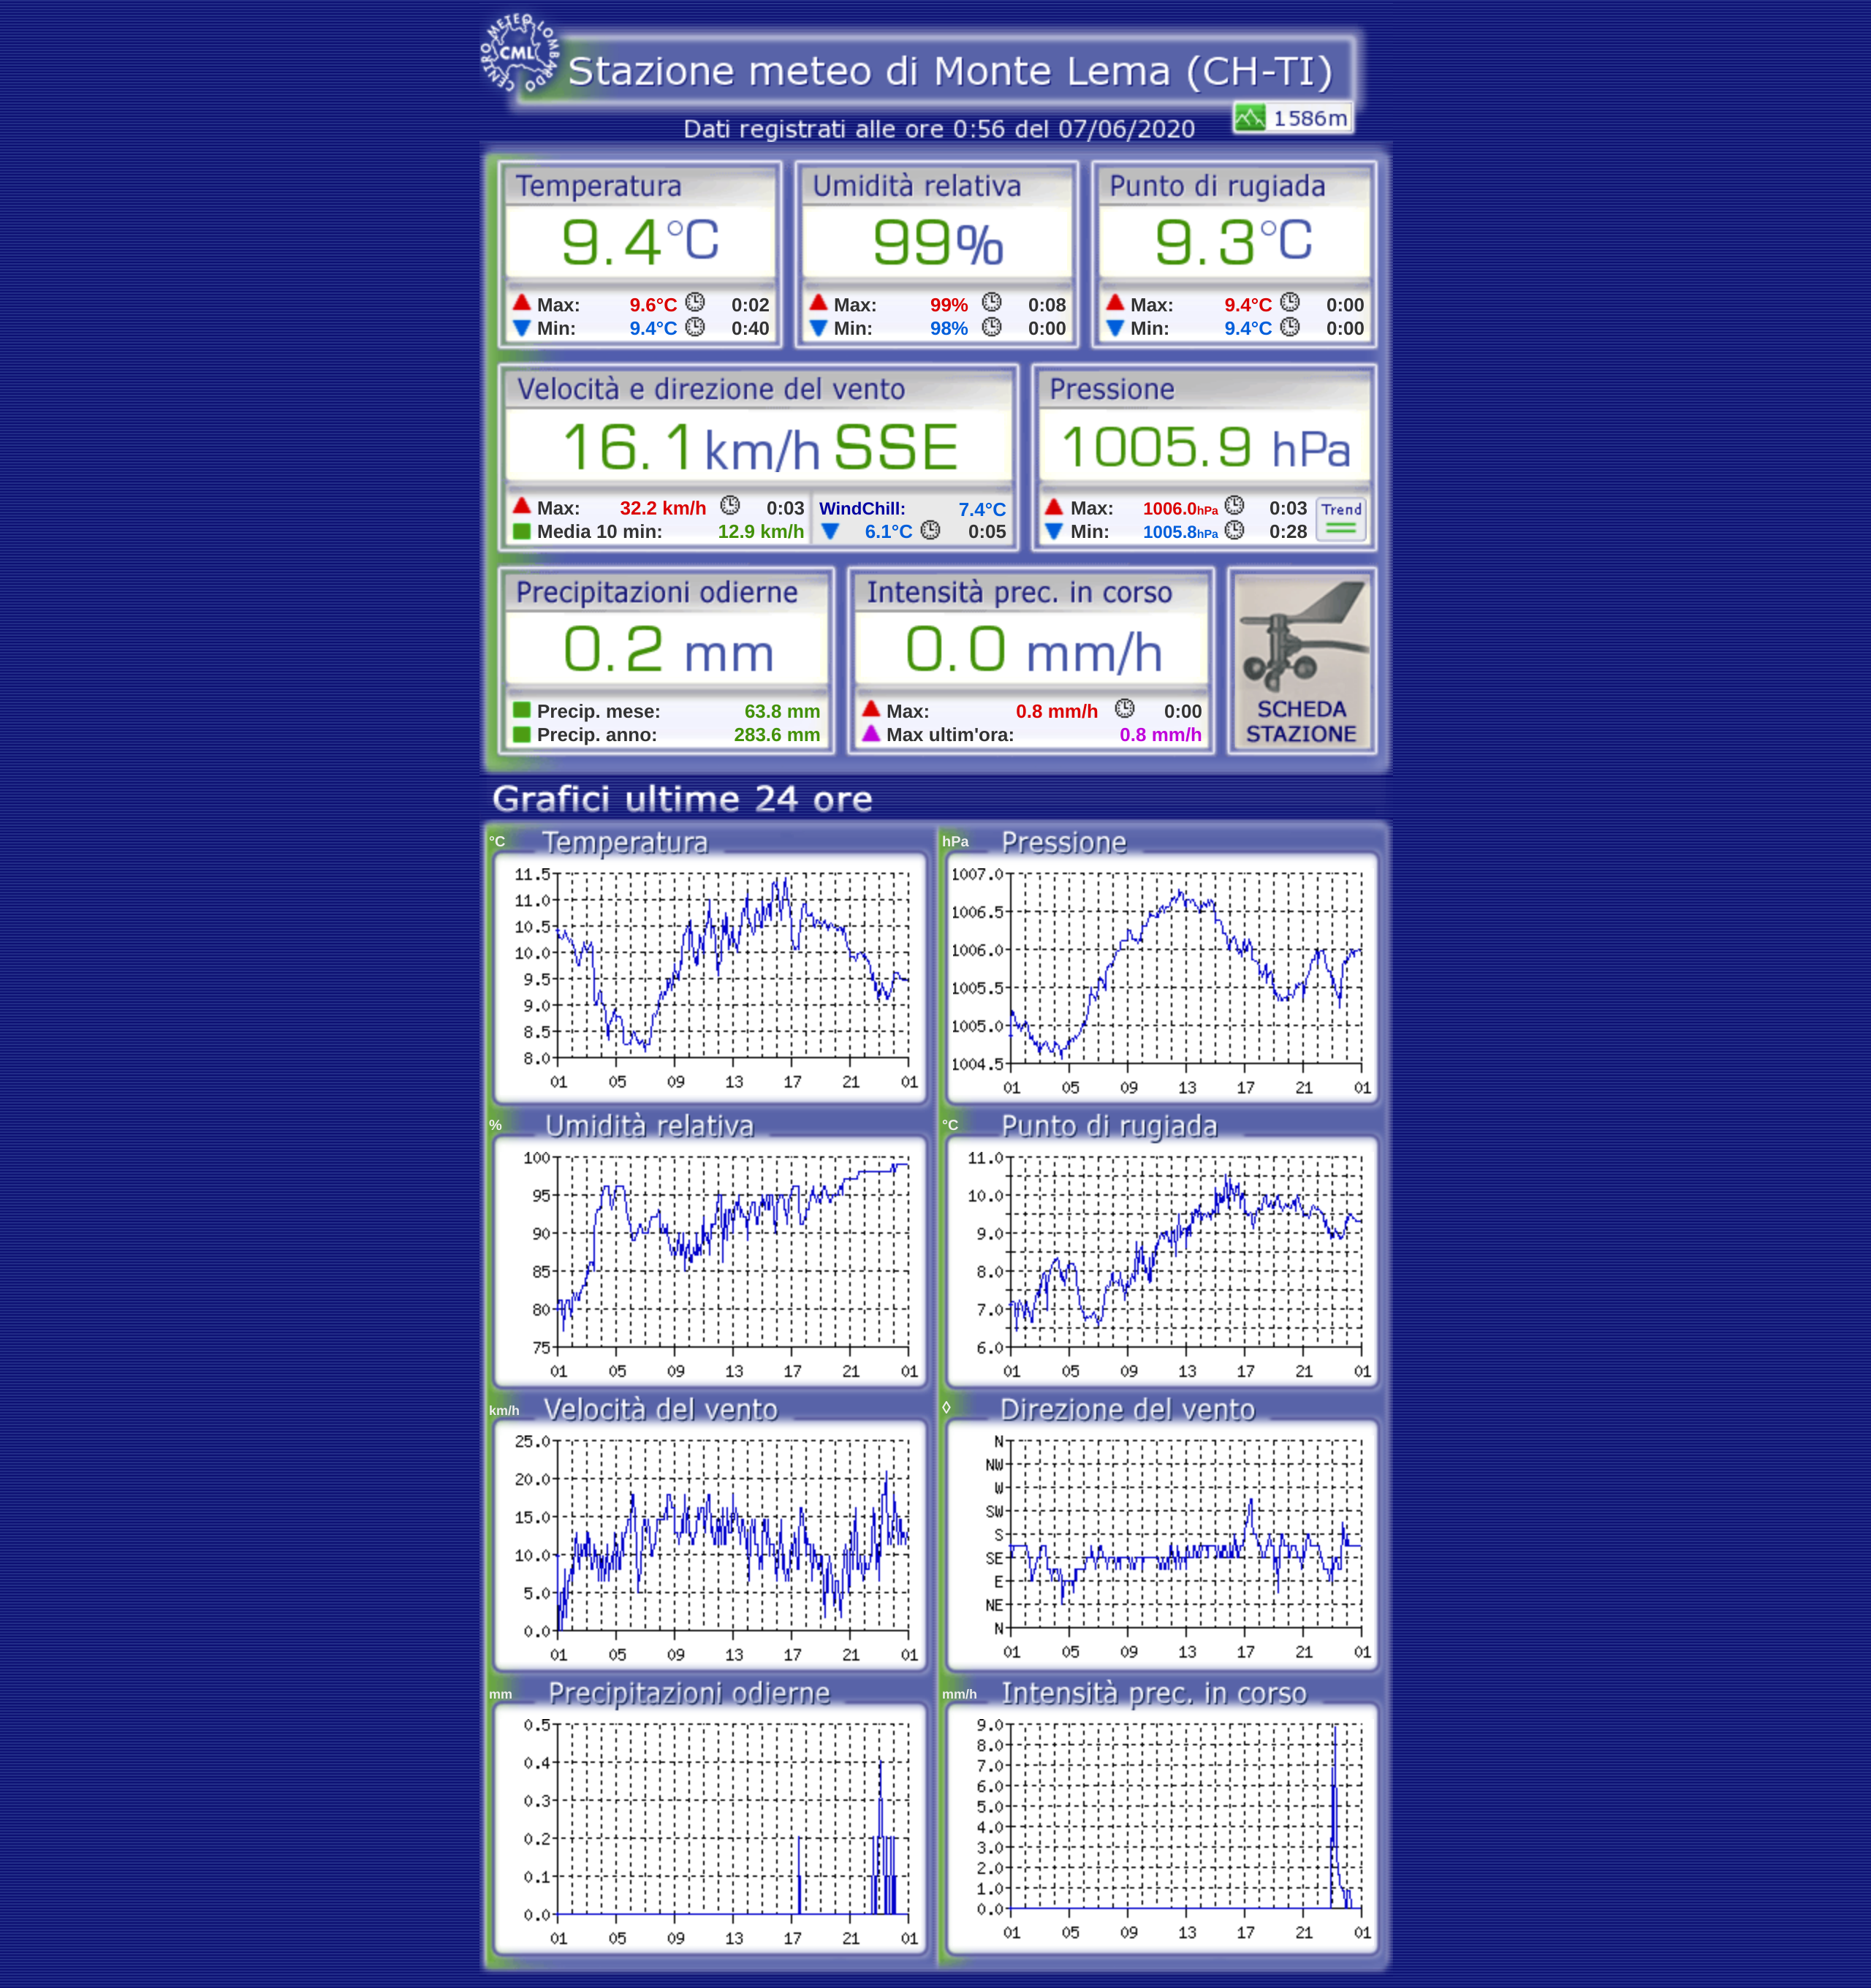 CENTRO METEO LOMBARDO
CML
Stazione meteo di Monte Lema (CH-TI)
1586m
Dati registrati alle ore 0:56 del 07/06/2020
Temperatura
9.4°C
Max: 9.6°C 0:02
Min: 9.4°C 0:40
Umidità relativa
99%
Max: 99% 0:08
Min: 98% 0:00
Punto di rugiada
9.3°C
Max: 9.4°C 0:00
Min: 9.4°C 0:00
Velocità e direzione del vento
16.1km/h SSE
Max: 32.2 km/h 0:03
Media 10 min: 12.9 km/h
WindChill: 7.4°C
6.1°C 0:05
Pressione
1005.9 hPa
Max: 1006.0hPa 0:03
Min: 1005.8hPa 0:28
Trend
Precipitazioni odierne
0.2 mm
Precip. mese: 63.8 mm
Precip. anno: 283.6 mm
Intensità prec. in corso
0.0 mm/h
Max: 0.8 mm/h 0:00
Max ultim'ora: 0.8 mm/h
SCHEDA
STAZIONE
Grafici ultime 24 ore
°C Temperatura
11.5
11.0
10.5
10.0
9.5
9.0
8.5
8.0
01 05 09 13 17 21 01
hPa Pressione
1007.0
1006.5
1006.0
1005.5
1005.0
1004.5
01 05 09 13 17 21 01
% Umidità relativa
100
95
90
85
80
75
01 05 09 13 17 21 01
°C Punto di rugiada
11.0
10.0
9.0
8.0
7.0
6.0
01 05 09 13 17 21 01
km/h Velocità del vento
25.0
20.0
15.0
10.0
5.0
0.0
01 05 09 13 17 21 01
◊ Direzione del vento
N
NW
W
SW
S
SE
E
NE
N
01 05 09 13 17 21 01
mm Precipitazioni odierne
0.5
0.4
0.3
0.2
0.1
0.0
01 05 09 13 17 21 01
mm/h Intensità prec. in corso
9.0
8.0
7.0
6.0
5.0
4.0
3.0
2.0
1.0
0.0
01 05 09 13 17 21 01